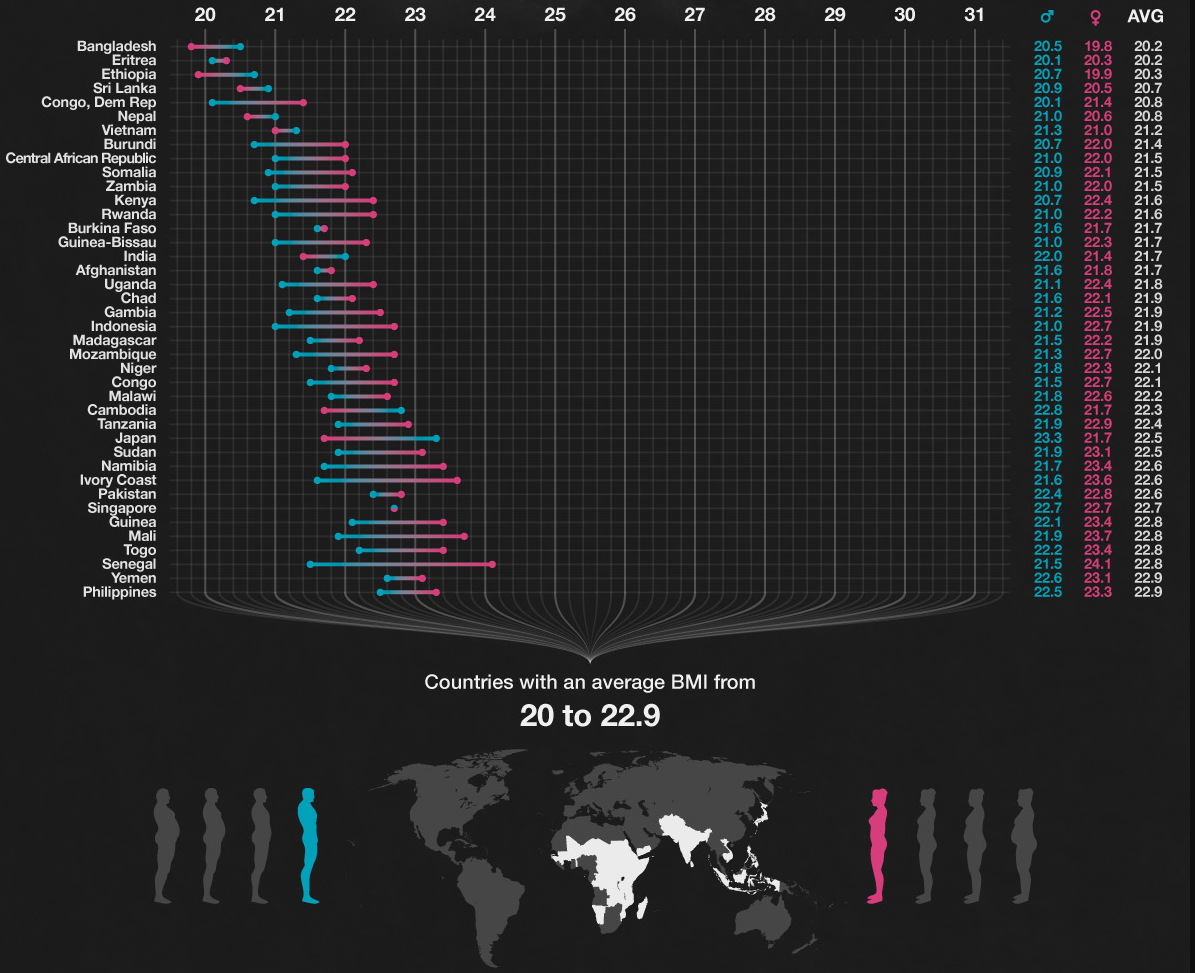 20 21 22 23 24 25 26 27 28 29 30 31 ♂ ♀ AVG
Bangladesh 20.5 19.8 20.2
Eritrea 20.1 20.3 20.2
Ethiopia 20.7 19.9 20.3
Sri Lanka 20.9 20.5 20.7
Congo, Dem Rep 20.1 21.4 20.8
Nepal 21.0 20.6 20.8
Vietnam 21.3 21.0 21.2
Burundi 20.7 22.0 21.4
Central African Republic 21.0 22.0 21.5
Somalia 20.9 22.1 21.5
Zambia 21.0 22.0 21.5
Kenya 20.7 22.4 21.6
Rwanda 21.0 22.2 21.6
Burkina Faso 21.6 21.7 21.7
Guinea-Bissau 21.0 22.3 21.7
India 22.0 21.4 21.7
Afghanistan 21.6 21.8 21.7
Uganda 21.1 22.4 21.8
Chad 21.6 22.1 21.9
Gambia 21.2 22.5 21.9
Indonesia 21.0 22.7 21.9
Madagascar 21.5 22.2 21.9
Mozambique 21.3 22.7 22.0
Niger 21.8 22.3 22.1
Congo 21.5 22.7 22.1
Malawi 21.8 22.6 22.2
Cambodia 22.8 21.7 22.3
Tanzania 21.9 22.9 22.4
Japan 23.3 21.7 22.5
Sudan 21.9 23.1 22.5
Namibia 21.7 23.4 22.6
Ivory Coast 21.6 23.6 22.6
Pakistan 22.4 22.8 22.6
Singapore 22.7 22.7 22.7
Guinea 22.1 23.4 22.8
Mali 21.9 23.7 22.8
Togo 22.2 23.4 22.8
Senegal 21.5 24.1 22.8
Yemen 22.6 23.1 22.9
Philippines 22.5 23.3 22.9
Countries with an average BMI from
20 to 22.9